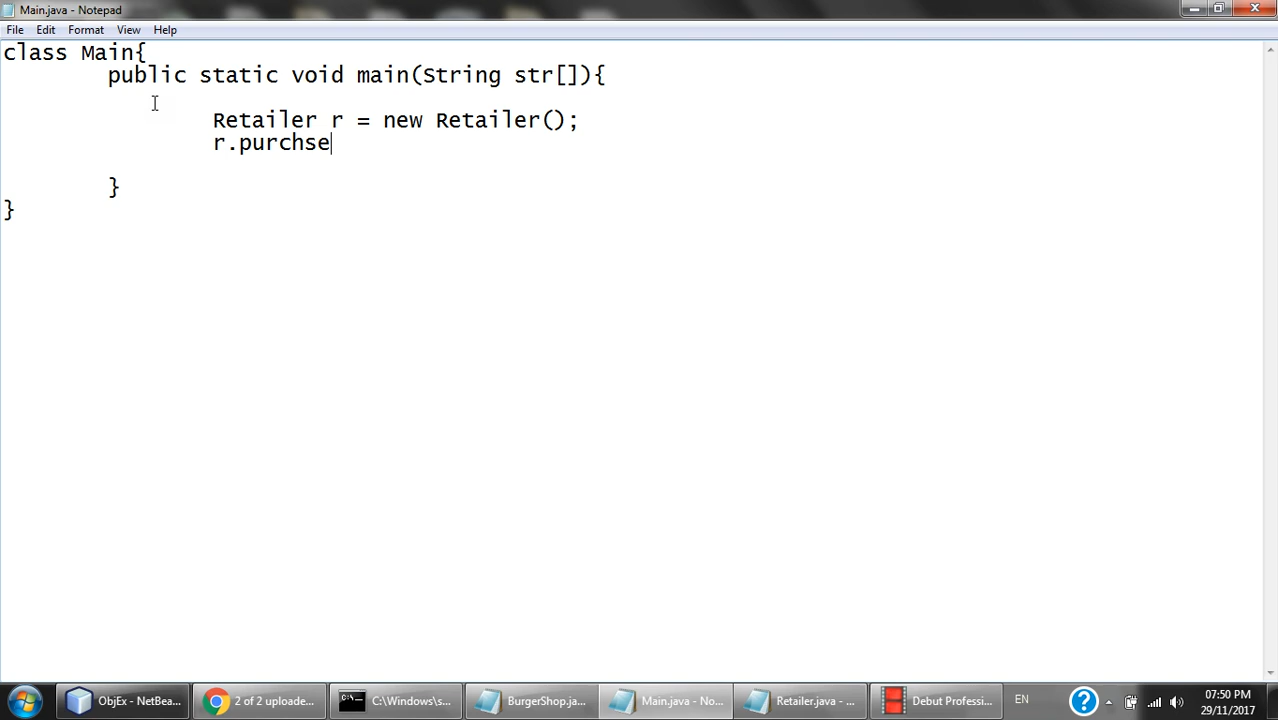 Main.java - Notepad
File Edit Format View Help
class Main{
public static void main(String str[]){
Retailer r = new Retailer();
r.purchse
}
}
ObjEx - NetBea...
2 of 2 uploade...
C:\Windows\s...
BurgerShop.ja...
Main.java - No...
Retailer.java - ...
Debut Professi...
EN
07:50 PM
29/11/2017